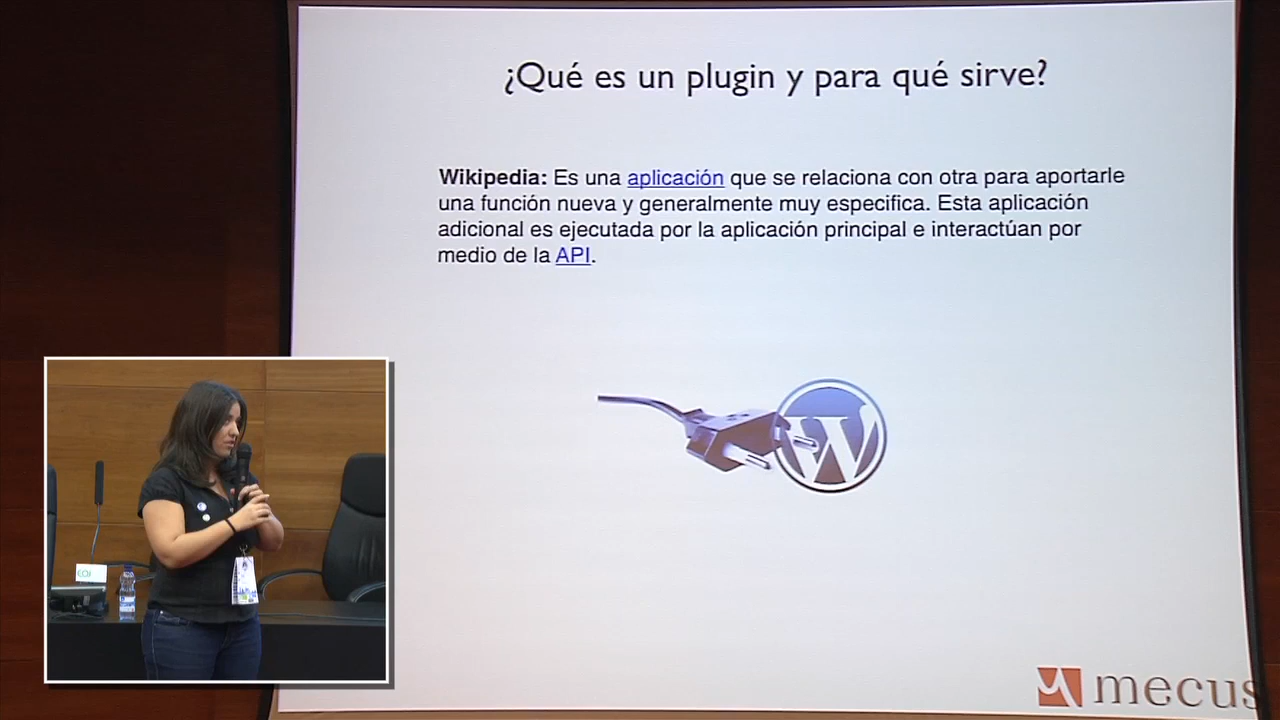 ¿Qué es un plugin y para qué sirve?
Wikipedia: Es una aplicación que se relaciona con otra para aportarle
una función nueva y generalmente muy especifica. Esta aplicación
adicional es ejecutada por la aplicación principal e interactúan por
medio de la API.
W
eoi
mecus